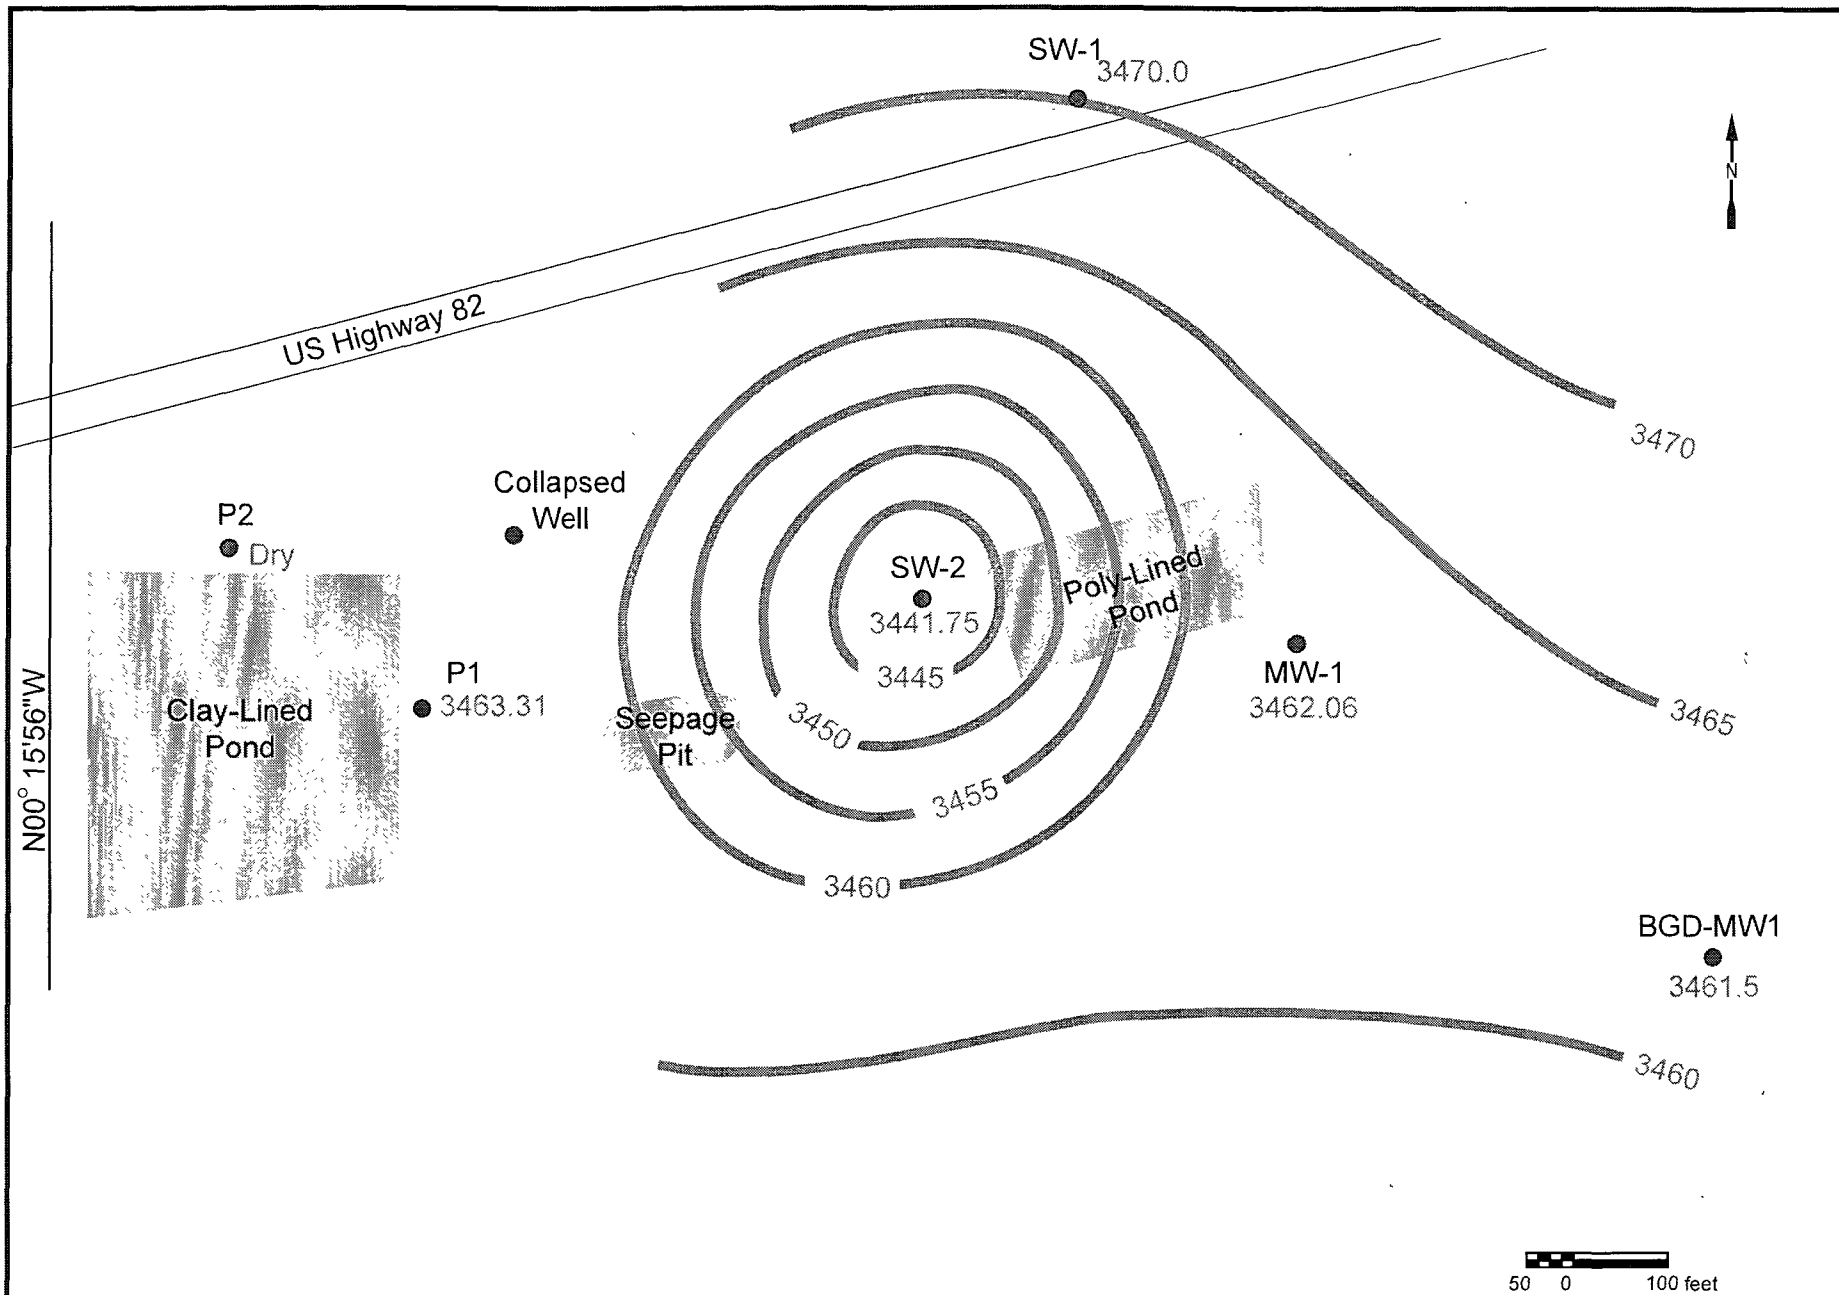 SW-1
3470.0
N
US Highway 82
3470
Collapsed
Well
P2
Dry
SW-2
3441.75
Poly-Lined
Pond
P1
3463.31
3445
MW-1
3462.06
Clay-Lined
Pond
Seepage
Pit
3450
3465
N00° 15'56"W
3455
3460
BGD-MW1
3461.5
3460
50 0 100 feet